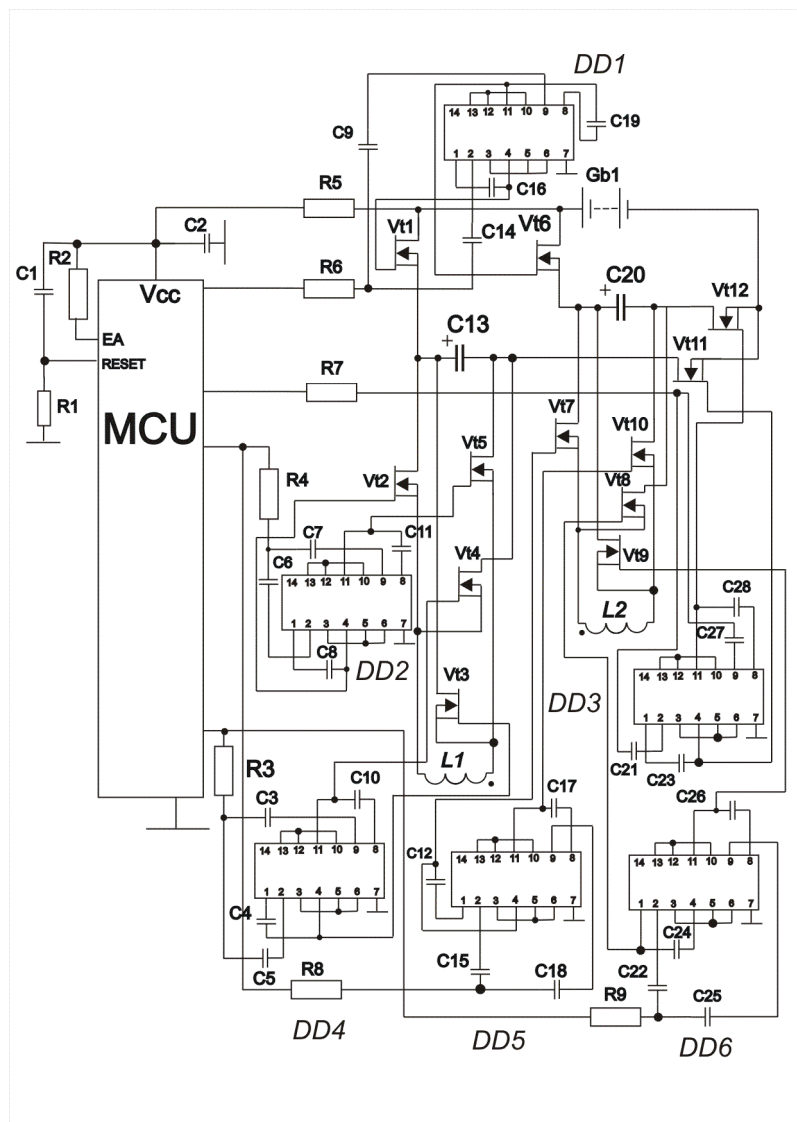 DD1
14 13 12 11 10 9 8
C19
C9
1 2 3 4 5 6 7
C16
Gb1
R5
Vt1
Vt6
C2
C14
R2
C1
R6
C20
+
Vcc
Vt12
C13
+
EA
Vt11
RESET
R7
R1
MCU
Vt7
Vt10
Vt5
R4
Vt2
Vt8
C7
C11
C6
Vt4
Vt9
14 13 12 11 10 9 8
L2
C28
1 2 3 4 5 6 7
C27
C8
DD2
14 13 12 11 10 9 8
Vt3
DD3
1 2 3 4 5 6 7
C21
C23
R3
L1
C10
C17
C26
C3
14 13 12 11 10 9 8
C12
14 13 12 11 10 9 8
14 13 12 11 10 9 8
1 2 3 4 5 6 7
1 2 3 4 5 6 7
1 2 3 4 5 6 7
C4
C24
C5
R8
C15
C18
C22
R9
C25
DD4
DD5
DD6